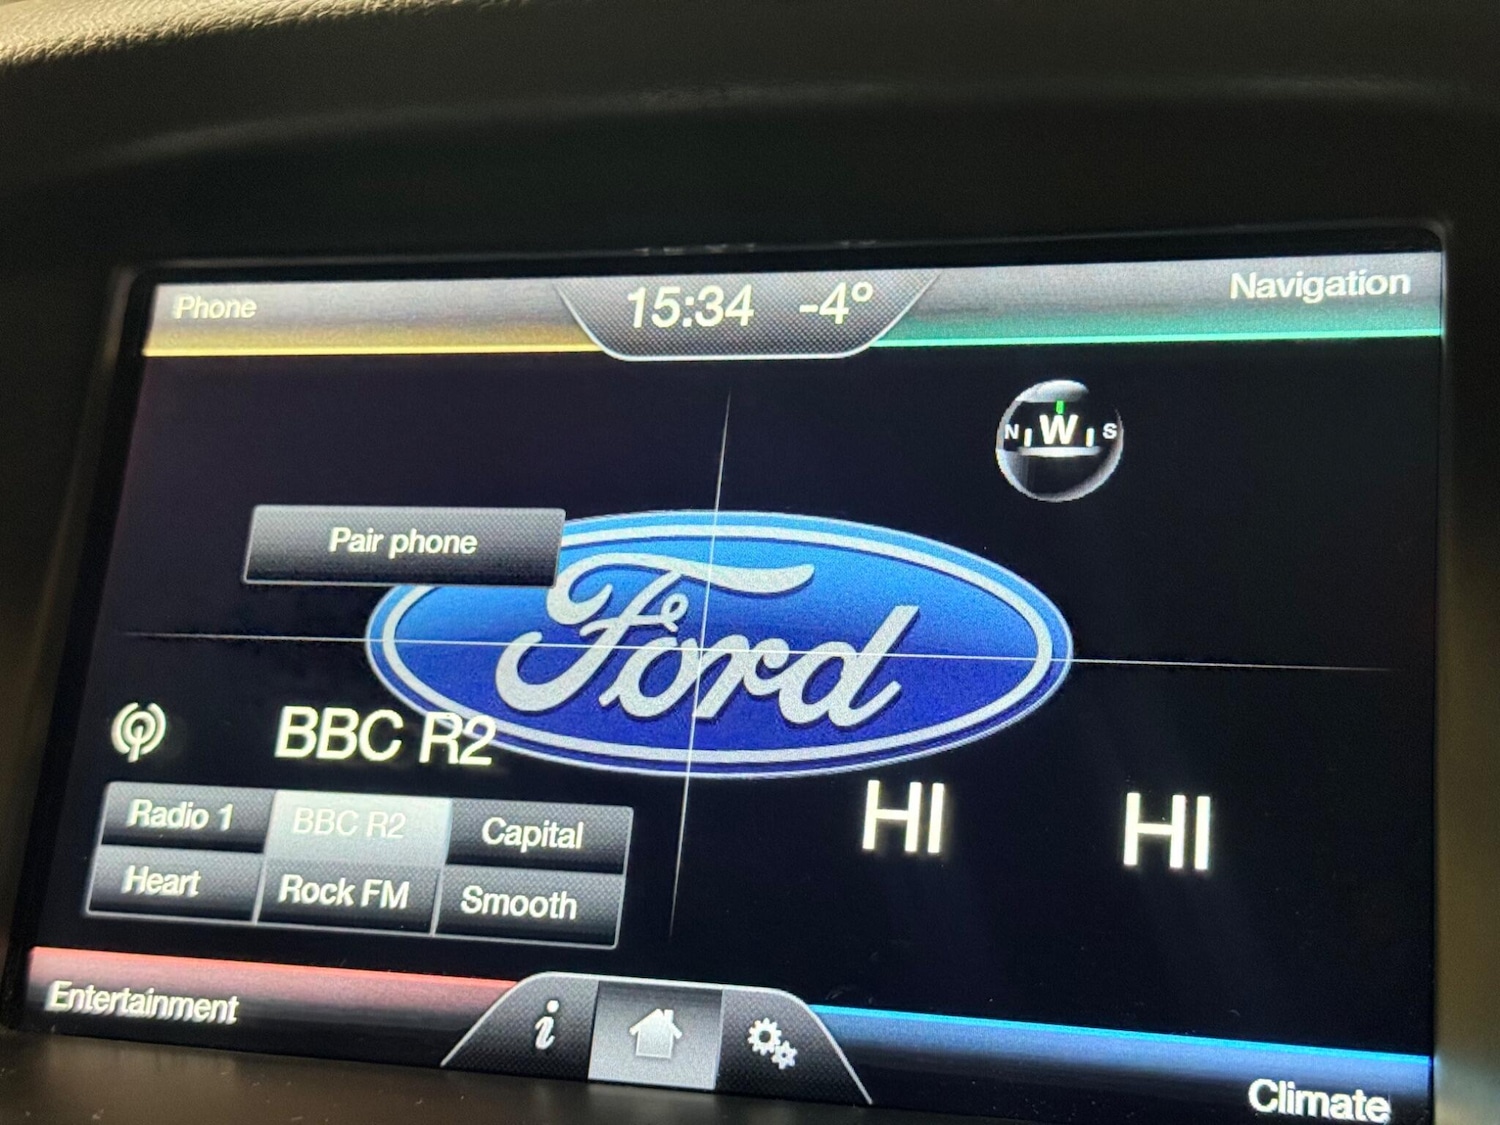 Phone
15:34 -4°
Navigation
N W S
Pair phone
Ford
BBC R2
HI HI
Radio 1 BBC R2 Capital
Heart Rock FM Smooth
Entertainment
i
Climate